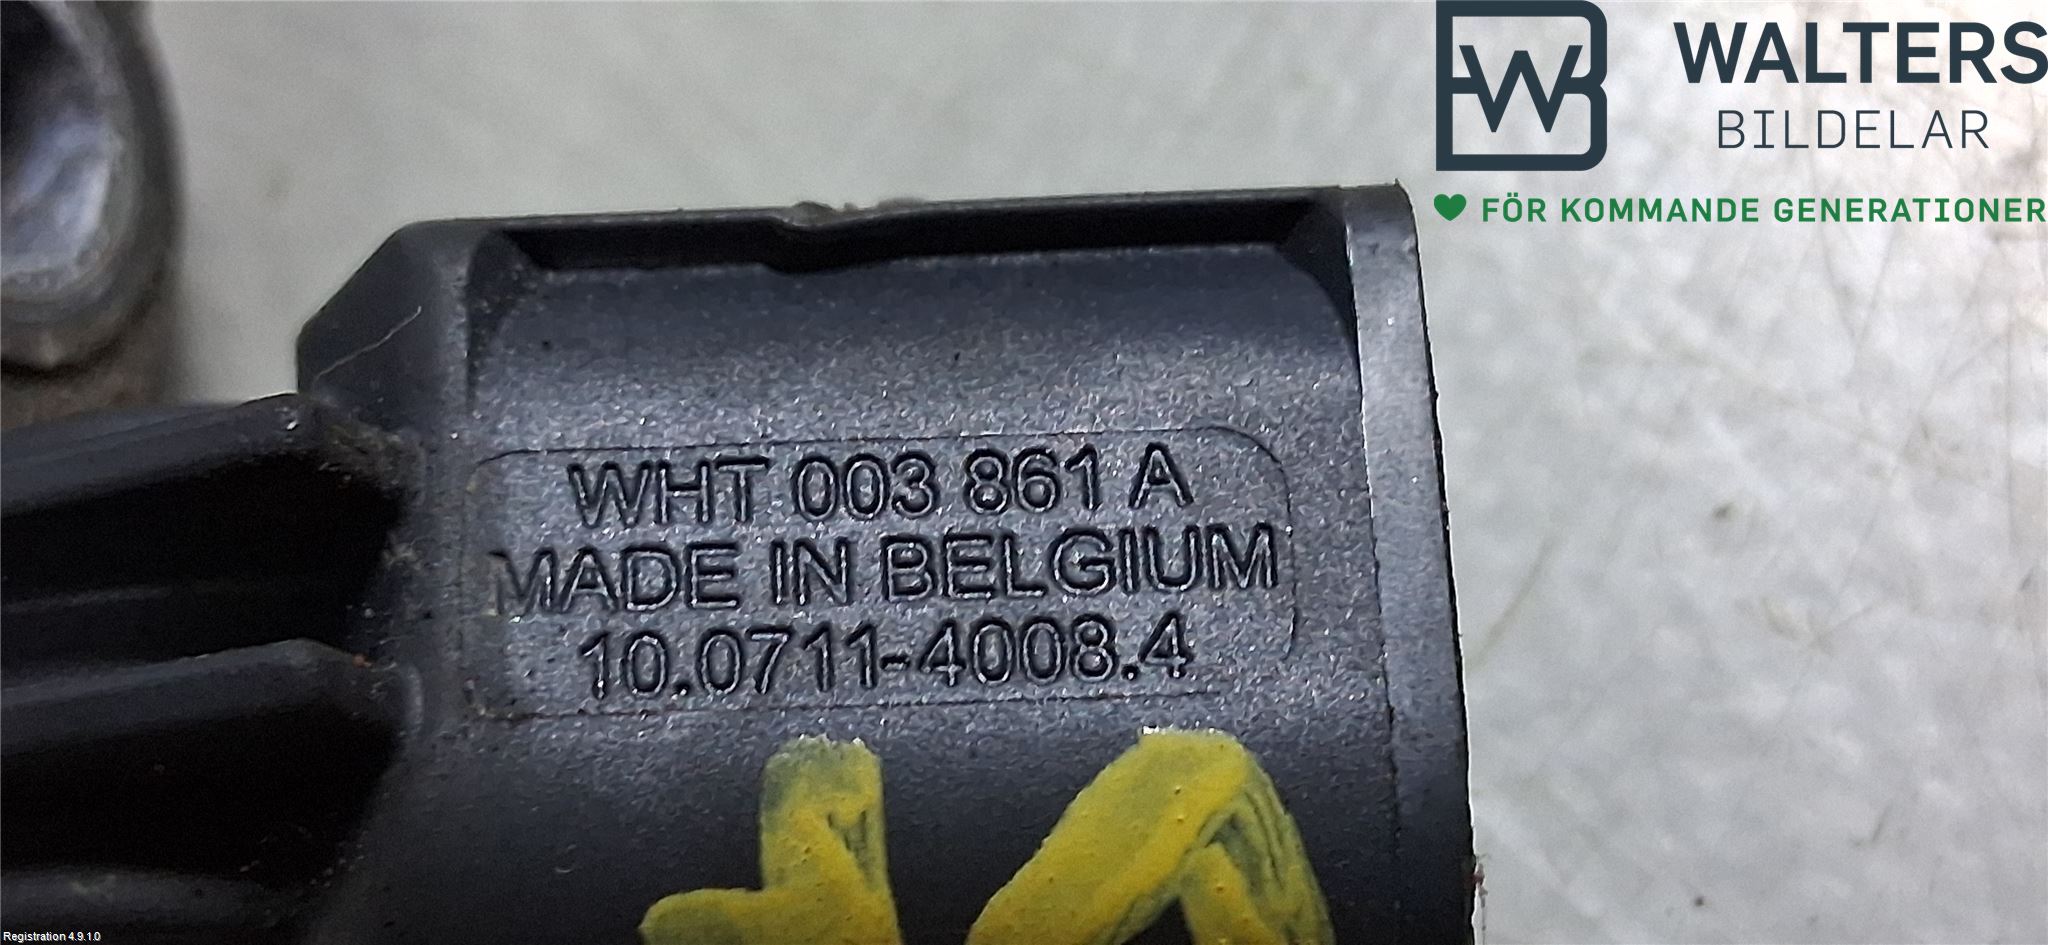 WALTERS
BILDELAR
FÖR KOMMANDE GENERATIONER
WHT 003 861 A
MADE IN BELGIUM
10.0711-4008.4
Registration 4.9.1.0